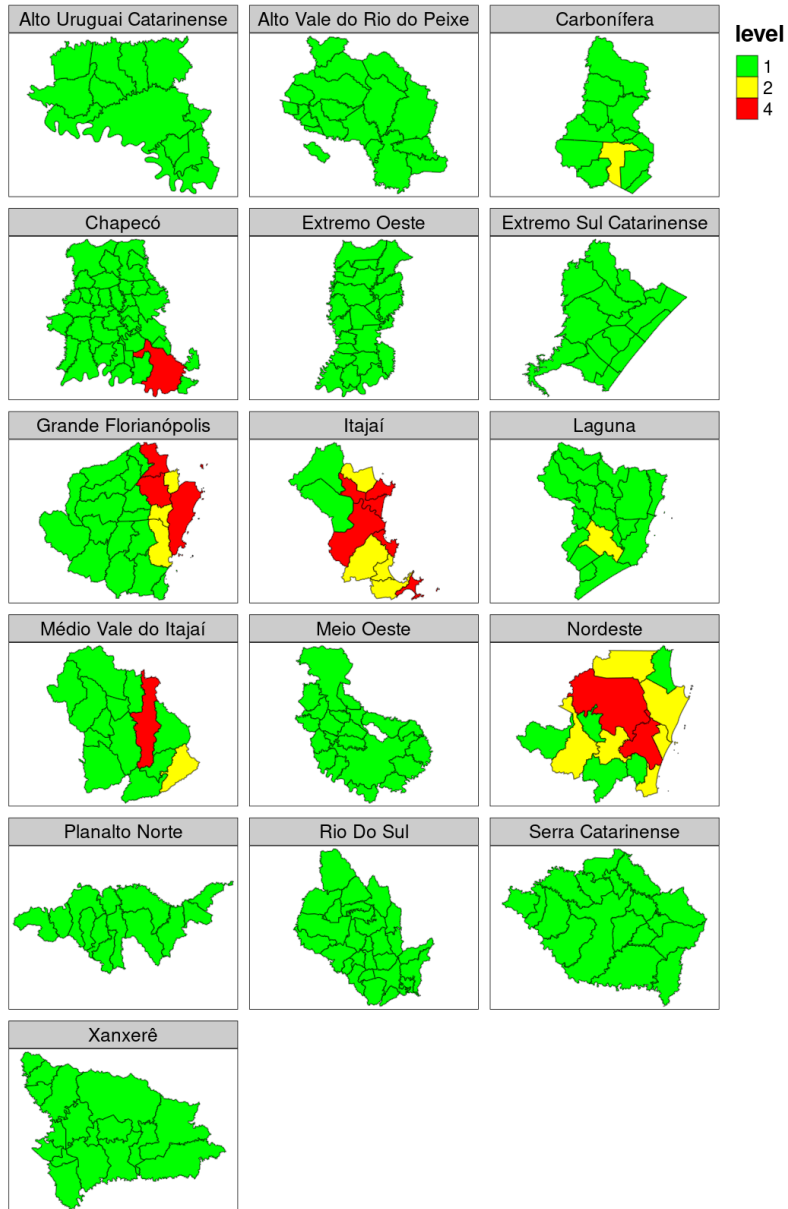 Alto Uruguai Catarinense
Alto Vale do Rio do Peixe
Carbonífera
level
1
2
4
Chapecó
Extremo Oeste
Extremo Sul Catarinense
Grande Florianópolis
Itajaí
Laguna
Médio Vale do Itajaí
Meio Oeste
Nordeste
Planalto Norte
Rio Do Sul
Serra Catarinense
Xanxerê